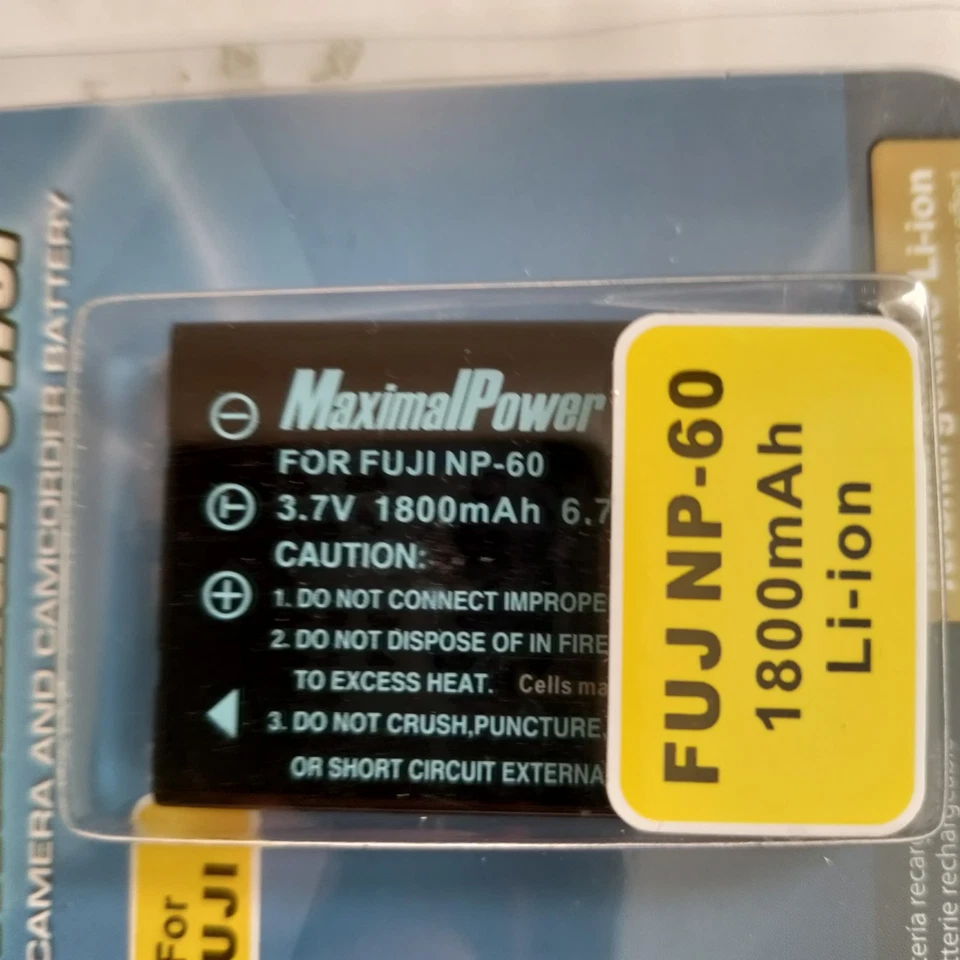 MaximalPower
FOR FUJI NP-60
3.7V 1800mAh 6.7
CAUTION:
1. DO NOT CONNECT IMPROPE
2. DO NOT DISPOSE OF IN FIRE
TO EXCESS HEAT. Cells ma
3. DO NOT CRUSH,PUNCTURE,
OR SHORT CIRCUIT EXTERNA
FUJ NP-60
1800mAh
Li-ion
CAMERA AND CAMCORDER BATTERY
For
UJI
Li-ion